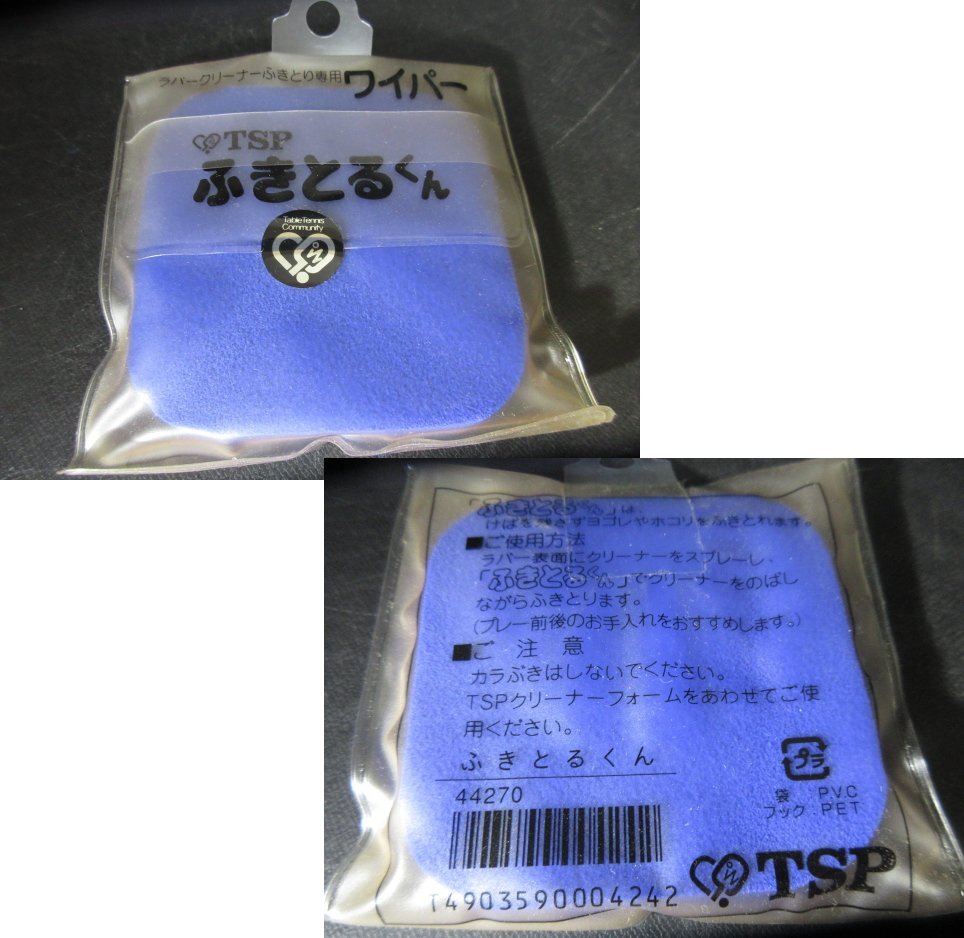 ラバークリーナーふきとり専用 ワイパー
TSP
ふきとるくん
Table Tennis
Community
「ふきとるくん」は、
けばを残さずヨゴレやホコリをふきとれます。
■ご使用方法
ラバー表面にクリーナーをスプレーし、
「ふきとるくん」でクリーナーをのばし
ながらふきとります。
(プレー前後のお手入れをおすすめします。)
■ご注意
カラぶきはしないでください。
TSPクリーナーフォームをあわせてご使
用ください。
ふきとるくん
44270
プラ
袋 PVC
フック PET
T4903590004242
TSP